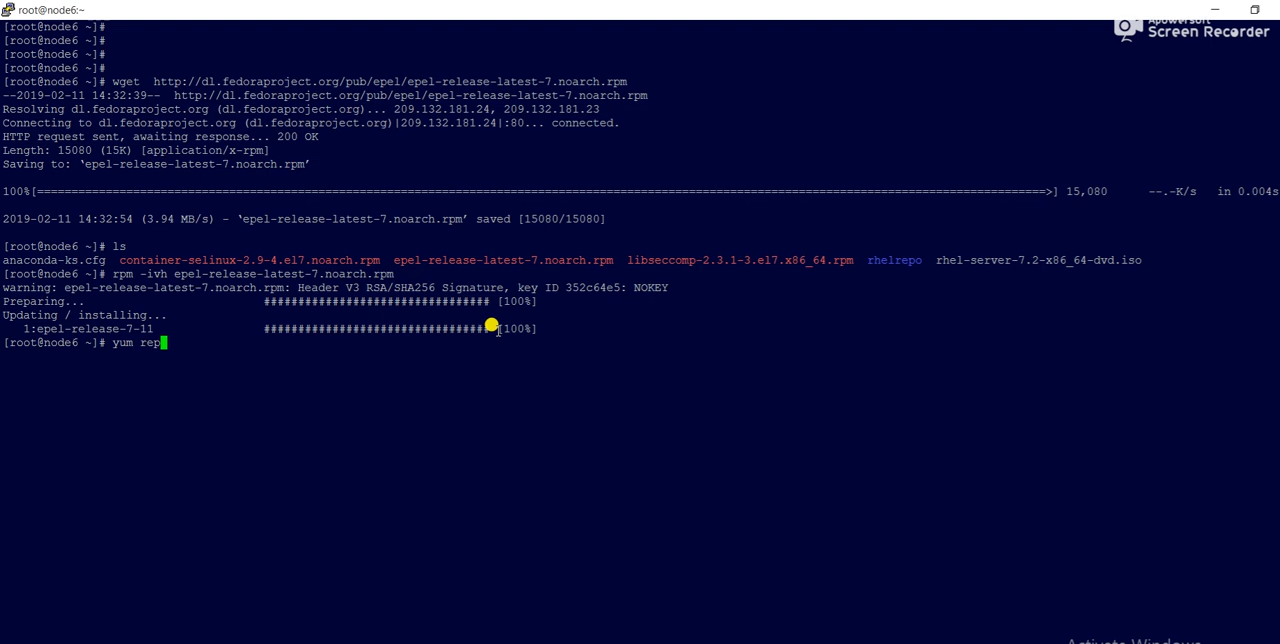 root@node6:~
Apowersoft
Screen Recorder
[root@node6 ~]#
[root@node6 ~]#
[root@node6 ~]#
[root@node6 ~]#
[root@node6 ~]# wget  http://dl.fedoraproject.org/pub/epel/epel-release-latest-7.noarch.rpm
--2019-02-11 14:32:39--  http://dl.fedoraproject.org/pub/epel/epel-release-latest-7.noarch.rpm
Resolving dl.fedoraproject.org (dl.fedoraproject.org)... 209.132.181.24, 209.132.181.23
Connecting to dl.fedoraproject.org (dl.fedoraproject.org)|209.132.181.24|:80... connected.
HTTP request sent, awaiting response... 200 OK
Length: 15080 (15K) [application/x-rpm]
Saving to: ‘epel-release-latest-7.noarch.rpm’
100%[===================================================================================================================================================>] 15,080      --.-K/s   in 0.004s
2019-02-11 14:32:54 (3.94 MB/s) - ‘epel-release-latest-7.noarch.rpm’ saved [15080/15080]
[root@node6 ~]# ls
anaconda-ks.cfg  container-selinux-2.9-4.el7.noarch.rpm  epel-release-latest-7.noarch.rpm  libseccomp-2.3.1-3.el7.x86_64.rpm  rhelrepo  rhel-server-7.2-x86_64-dvd.iso
[root@node6 ~]# rpm -ivh epel-release-latest-7.noarch.rpm
warning: epel-release-latest-7.noarch.rpm: Header V3 RSA/SHA256 Signature, key ID 352c64e5: NOKEY
Preparing...                          ################################# [100%]
Updating / installing...
   1:epel-release-7-11                ################################# [100%]
[root@node6 ~]# yum rep
Activate Windows